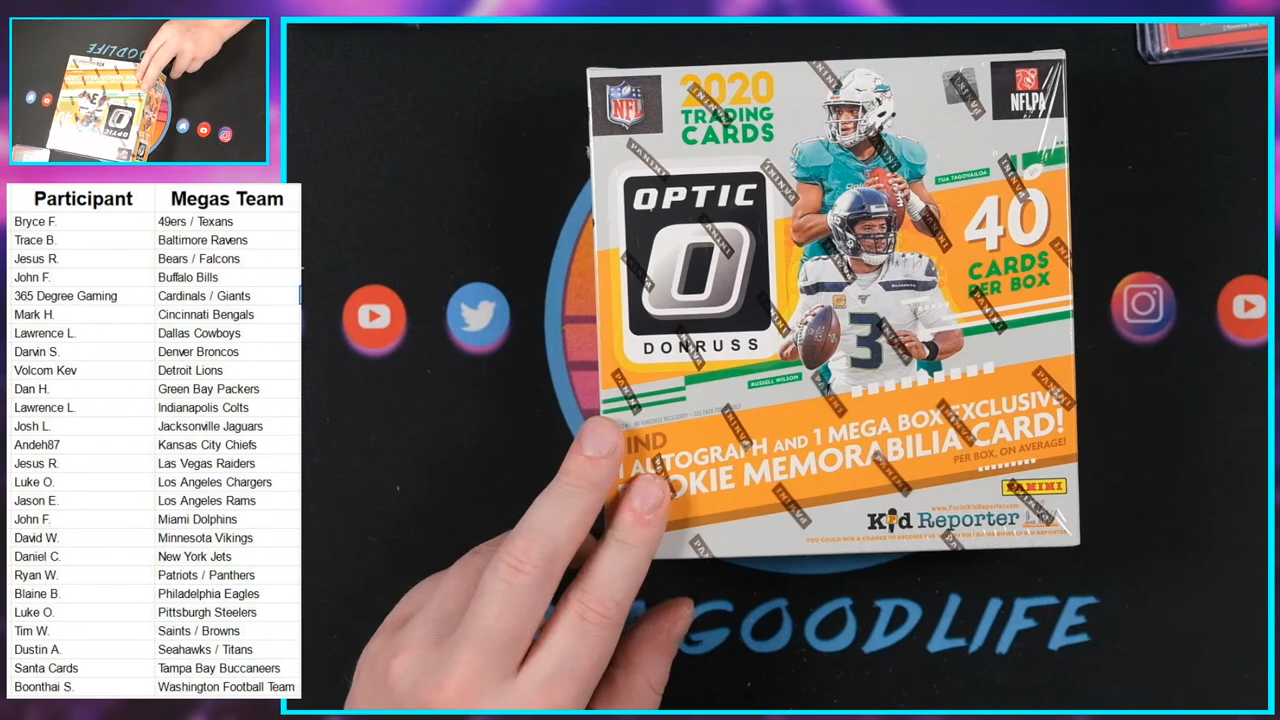 Participant Megas Team
Bryce F. 49ers / Texans
Trace B. Baltimore Ravens
Jesus R. Bears / Falcons
John F. Buffalo Bills
365 Degree Gaming Cardinals / Giants
Mark H. Cincinnati Bengals
Lawrence L. Dallas Cowboys
Darvin S. Denver Broncos
Volcom Kev Detroit Lions
Dan H. Green Bay Packers
Lawrence L. Indianapolis Colts
Josh L. Jacksonville Jaguars
Andeh87 Kansas City Chiefs
Jesus R. Las Vegas Raiders
Luke O. Los Angeles Chargers
Jason E. Los Angeles Rams
John F. Miami Dolphins
David W. Minnesota Vikings
Daniel C. New York Jets
Ryan W. Patriots / Panthers
Blaine B. Philadelphia Eagles
Luke O. Pittsburgh Steelers
Tim W. Saints / Browns
Dustin A. Seahawks / Titans
Santa Cards Tampa Bay Buccaneers
Boonthai S. Washington Football Team
GOODLIFE
OPTIC
NFL
2020
TRADING
CARDS
NFLPA
OPTIC
DONRUSS
TUA TAGOVAILOA
40
CARDS
PER BOX
3
RUSSELL WILSON
AUTOGRAPH AND 1 MEGA BOX EXCLUSIVE
MEMORABILIA CARD!
PER BOX, ON AVERAGE!
PANINI
www.PaniniKidReporter.com
Kid Reporter
GOODLIFE